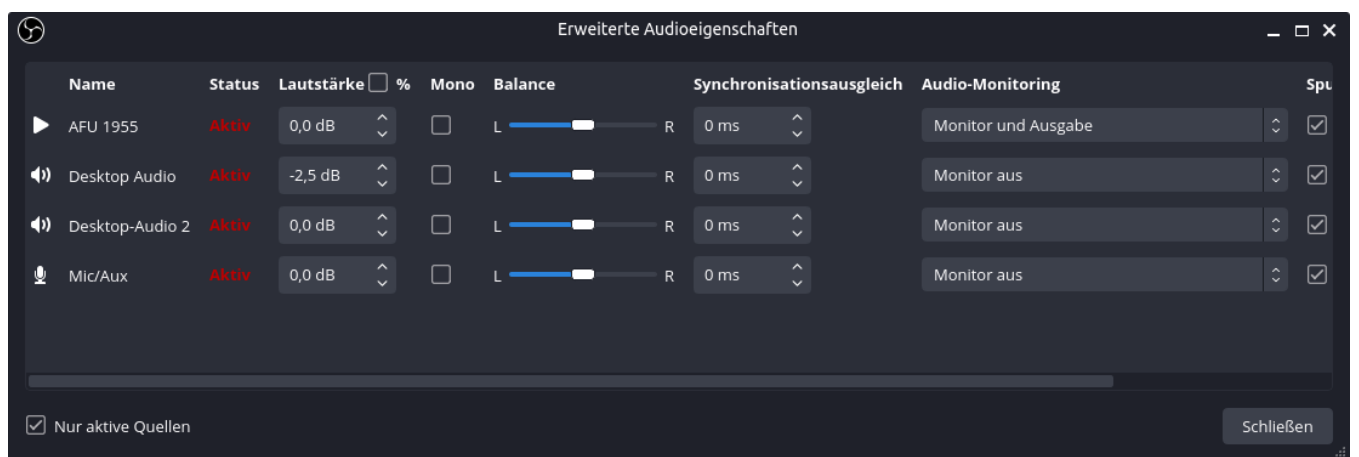 Erweiterte Audioeigenschaften
Name Status Lautstärke % Mono Balance Synchronisationsausgleich Audio-Monitoring Spu
AFU 1955 Aktiv 0,0 dB L R 0 ms Monitor und Ausgabe
Desktop Audio Aktiv -2,5 dB L R 0 ms Monitor aus
Desktop-Audio 2 Aktiv 0,0 dB L R 0 ms Monitor aus
Mic/Aux Aktiv 0,0 dB L R 0 ms Monitor aus
Nur aktive Quellen Schließen